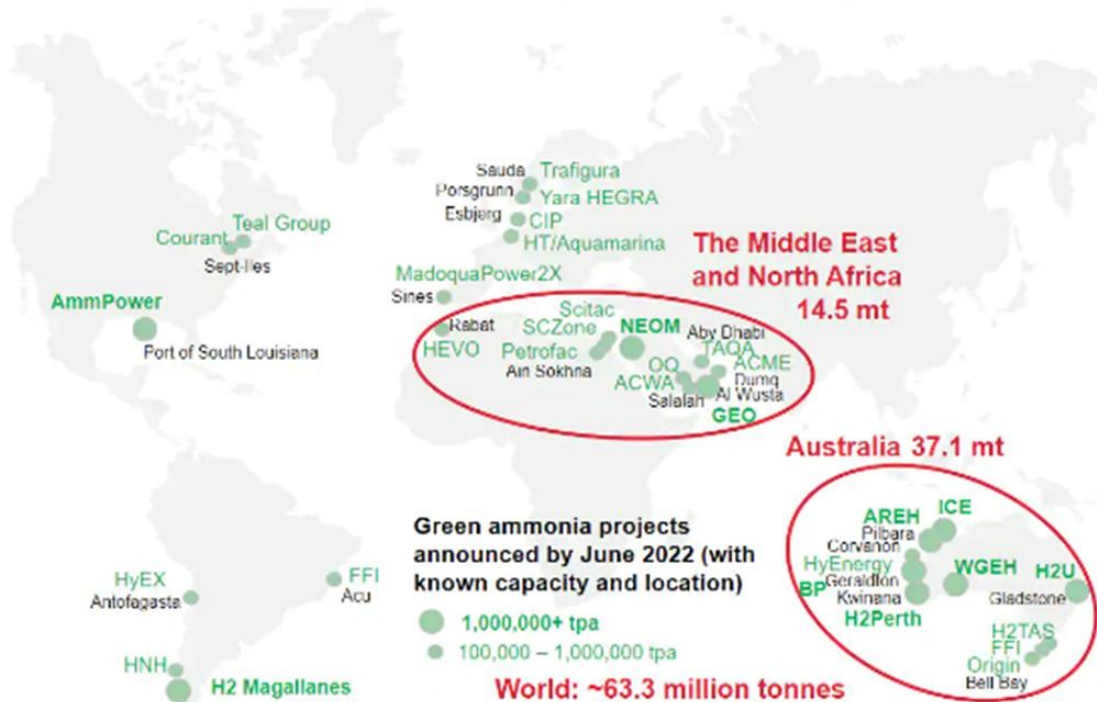 Sauda Trafigura
Porsgrunn Yara HEGRA
Esbjerg CIP
HT/Aquamarina
Teal Group
Courant
Sept-Iles
The Middle East
and North Africa
14.5 mt
MadoquaPower2X
Sines
AmmPower
Port of South Louisiana
Scitac
Rabat SCZone NEOM Aby Dhabi
HEVO Petrofac TAQA
Ain Sokhna OQ ACME
ACWA Dumq
Salalah Al Wusta
GEO
Australia 37.1 mt
ICE
AREH
Pilbara
Corvanon
HyEnergy WGEH H2U
BP Geraldton
Kwinana Gladstone
H2Perth
H2TAS
FFI
Origin
Bell Bay
HyEX
Antofagasta
FFI
Acu
HNH
H2 Magallanes
Green ammonia projects
announced by June 2022 (with
known capacity and location)
1,000,000+ tpa
100,000 – 1,000,000 tpa
World: ~63.3 million tonnes